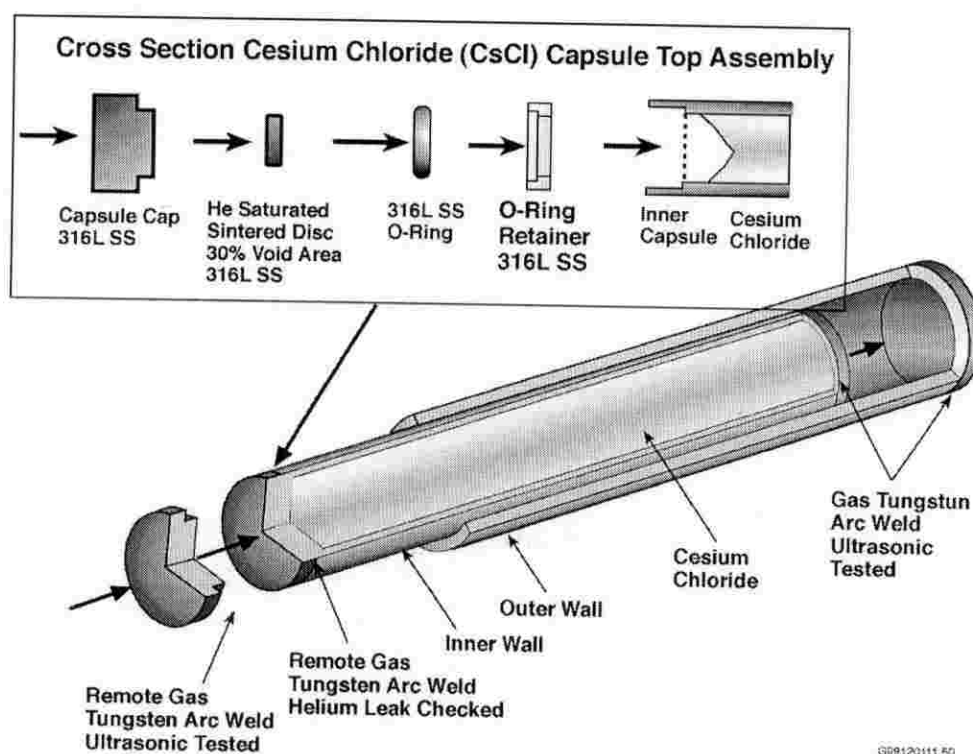 Cross Section Cesium Chloride (CsCl) Capsule Top Assembly
Capsule Cap
316L SS
He Saturated
Sintered Disc
30% Void Area
316L SS
316L SS
O-Ring
O-Ring
Retainer
316L SS
Inner
Capsule
Cesium
Chloride
Gas Tungstun
Arc Weld
Ultrasonic
Tested
Cesium
Chloride
Outer Wall
Inner Wall
Remote Gas
Tungsten Arc Weld
Helium Leak Checked
Remote Gas
Tungsten Arc Weld
Ultrasonic Tested